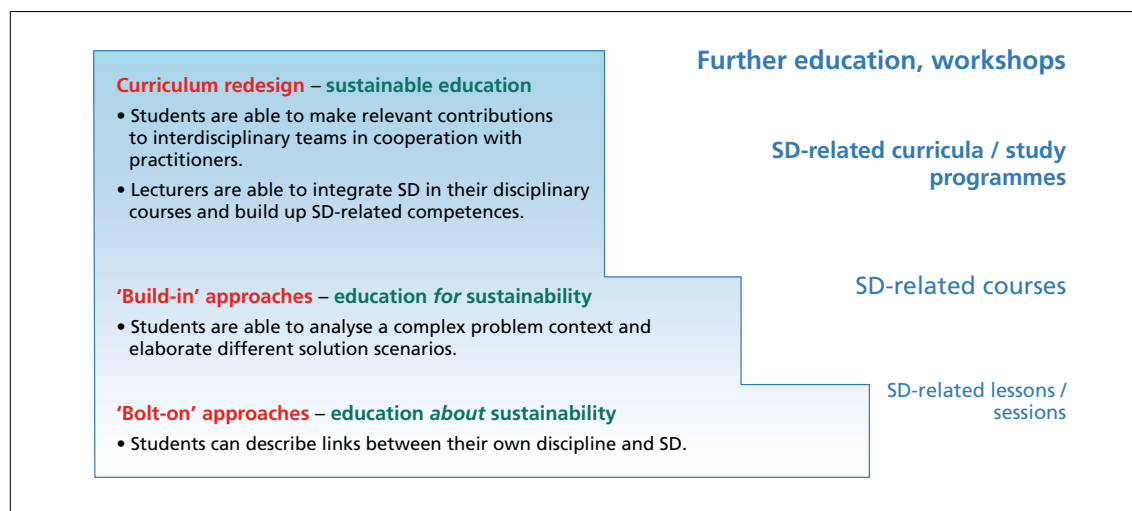 Curriculum redesign – sustainable education
• Students are able to make relevant contributions
to interdisciplinary teams in cooperation with
practitioners.
• Lecturers are able to integrate SD in their disciplinary
courses and build up SD-related competences.
‘Build-in’ approaches – education for sustainability
• Students are able to analyse a complex problem context and
elaborate different solution scenarios.
‘Bolt-on’ approaches – education about sustainability
• Students can describe links between their own discipline and SD.
Further education, workshops
SD-related curricula / study
programmes
SD-related courses
SD-related lessons /
sessions